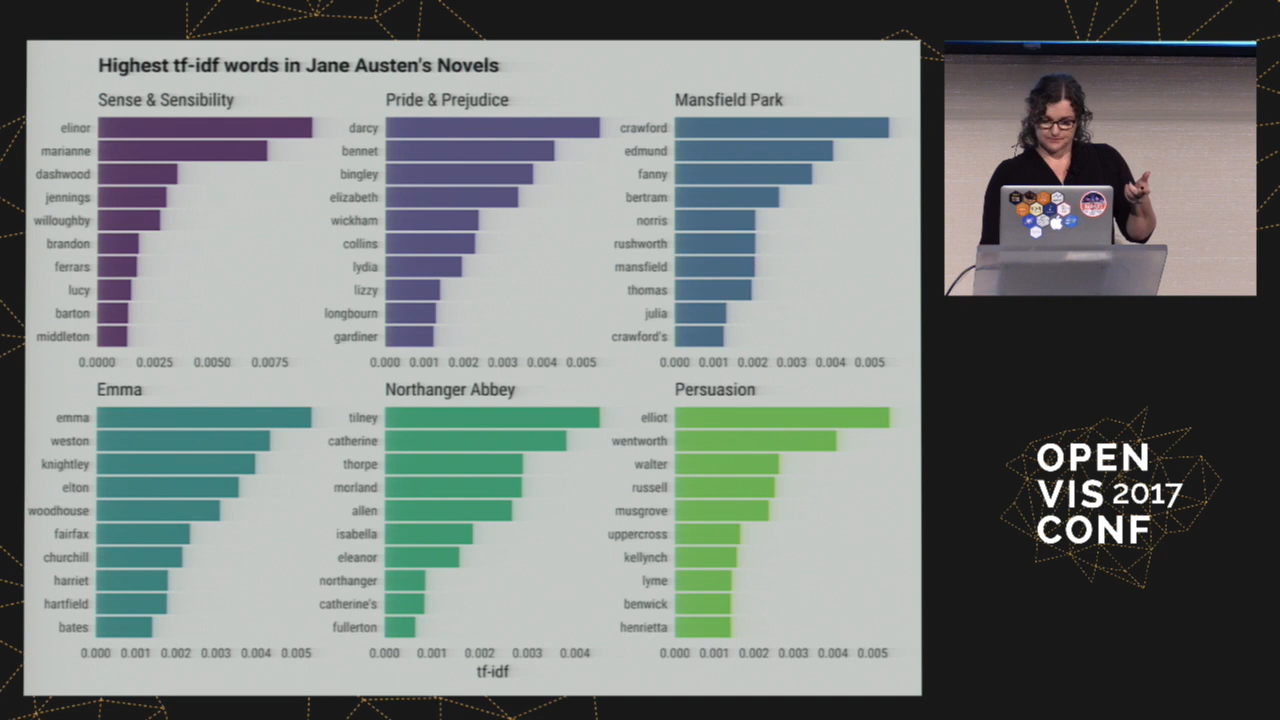 Highest tf-idf words in Jane Austen's Novels
Sense & Sensibility
elinor
marianne
dashwood
jennings
willoughby
brandon
ferrars
lucy
barton
middleton
0.0000 0.0025 0.0050 0.0075
Pride & Prejudice
darcy
bennet
bingley
elizabeth
wickham
collins
lydia
lizzy
longbourn
gardiner
0.000 0.001 0.002 0.003 0.004 0.005
Mansfield Park
crawford
edmund
fanny
bertram
norris
rushworth
mansfield
thomas
julia
crawford's
0.000 0.001 0.002 0.003 0.004 0.005
Emma
emma
weston
knightley
elton
woodhouse
fairfax
churchill
harriet
hartfield
bates
0.000 0.001 0.002 0.003 0.004 0.005
Northanger Abbey
tilney
catherine
thorpe
morland
allen
isabella
eleanor
northanger
catherine's
fullerton
0.000 0.001 0.002 0.003 0.004
Persuasion
elliot
wentworth
walter
russell
musgrove
uppercross
kellynch
lyme
benwick
henrietta
0.000 0.001 0.002 0.003 0.004 0.005
tf-idf
OPEN
VIS 2017
CONF